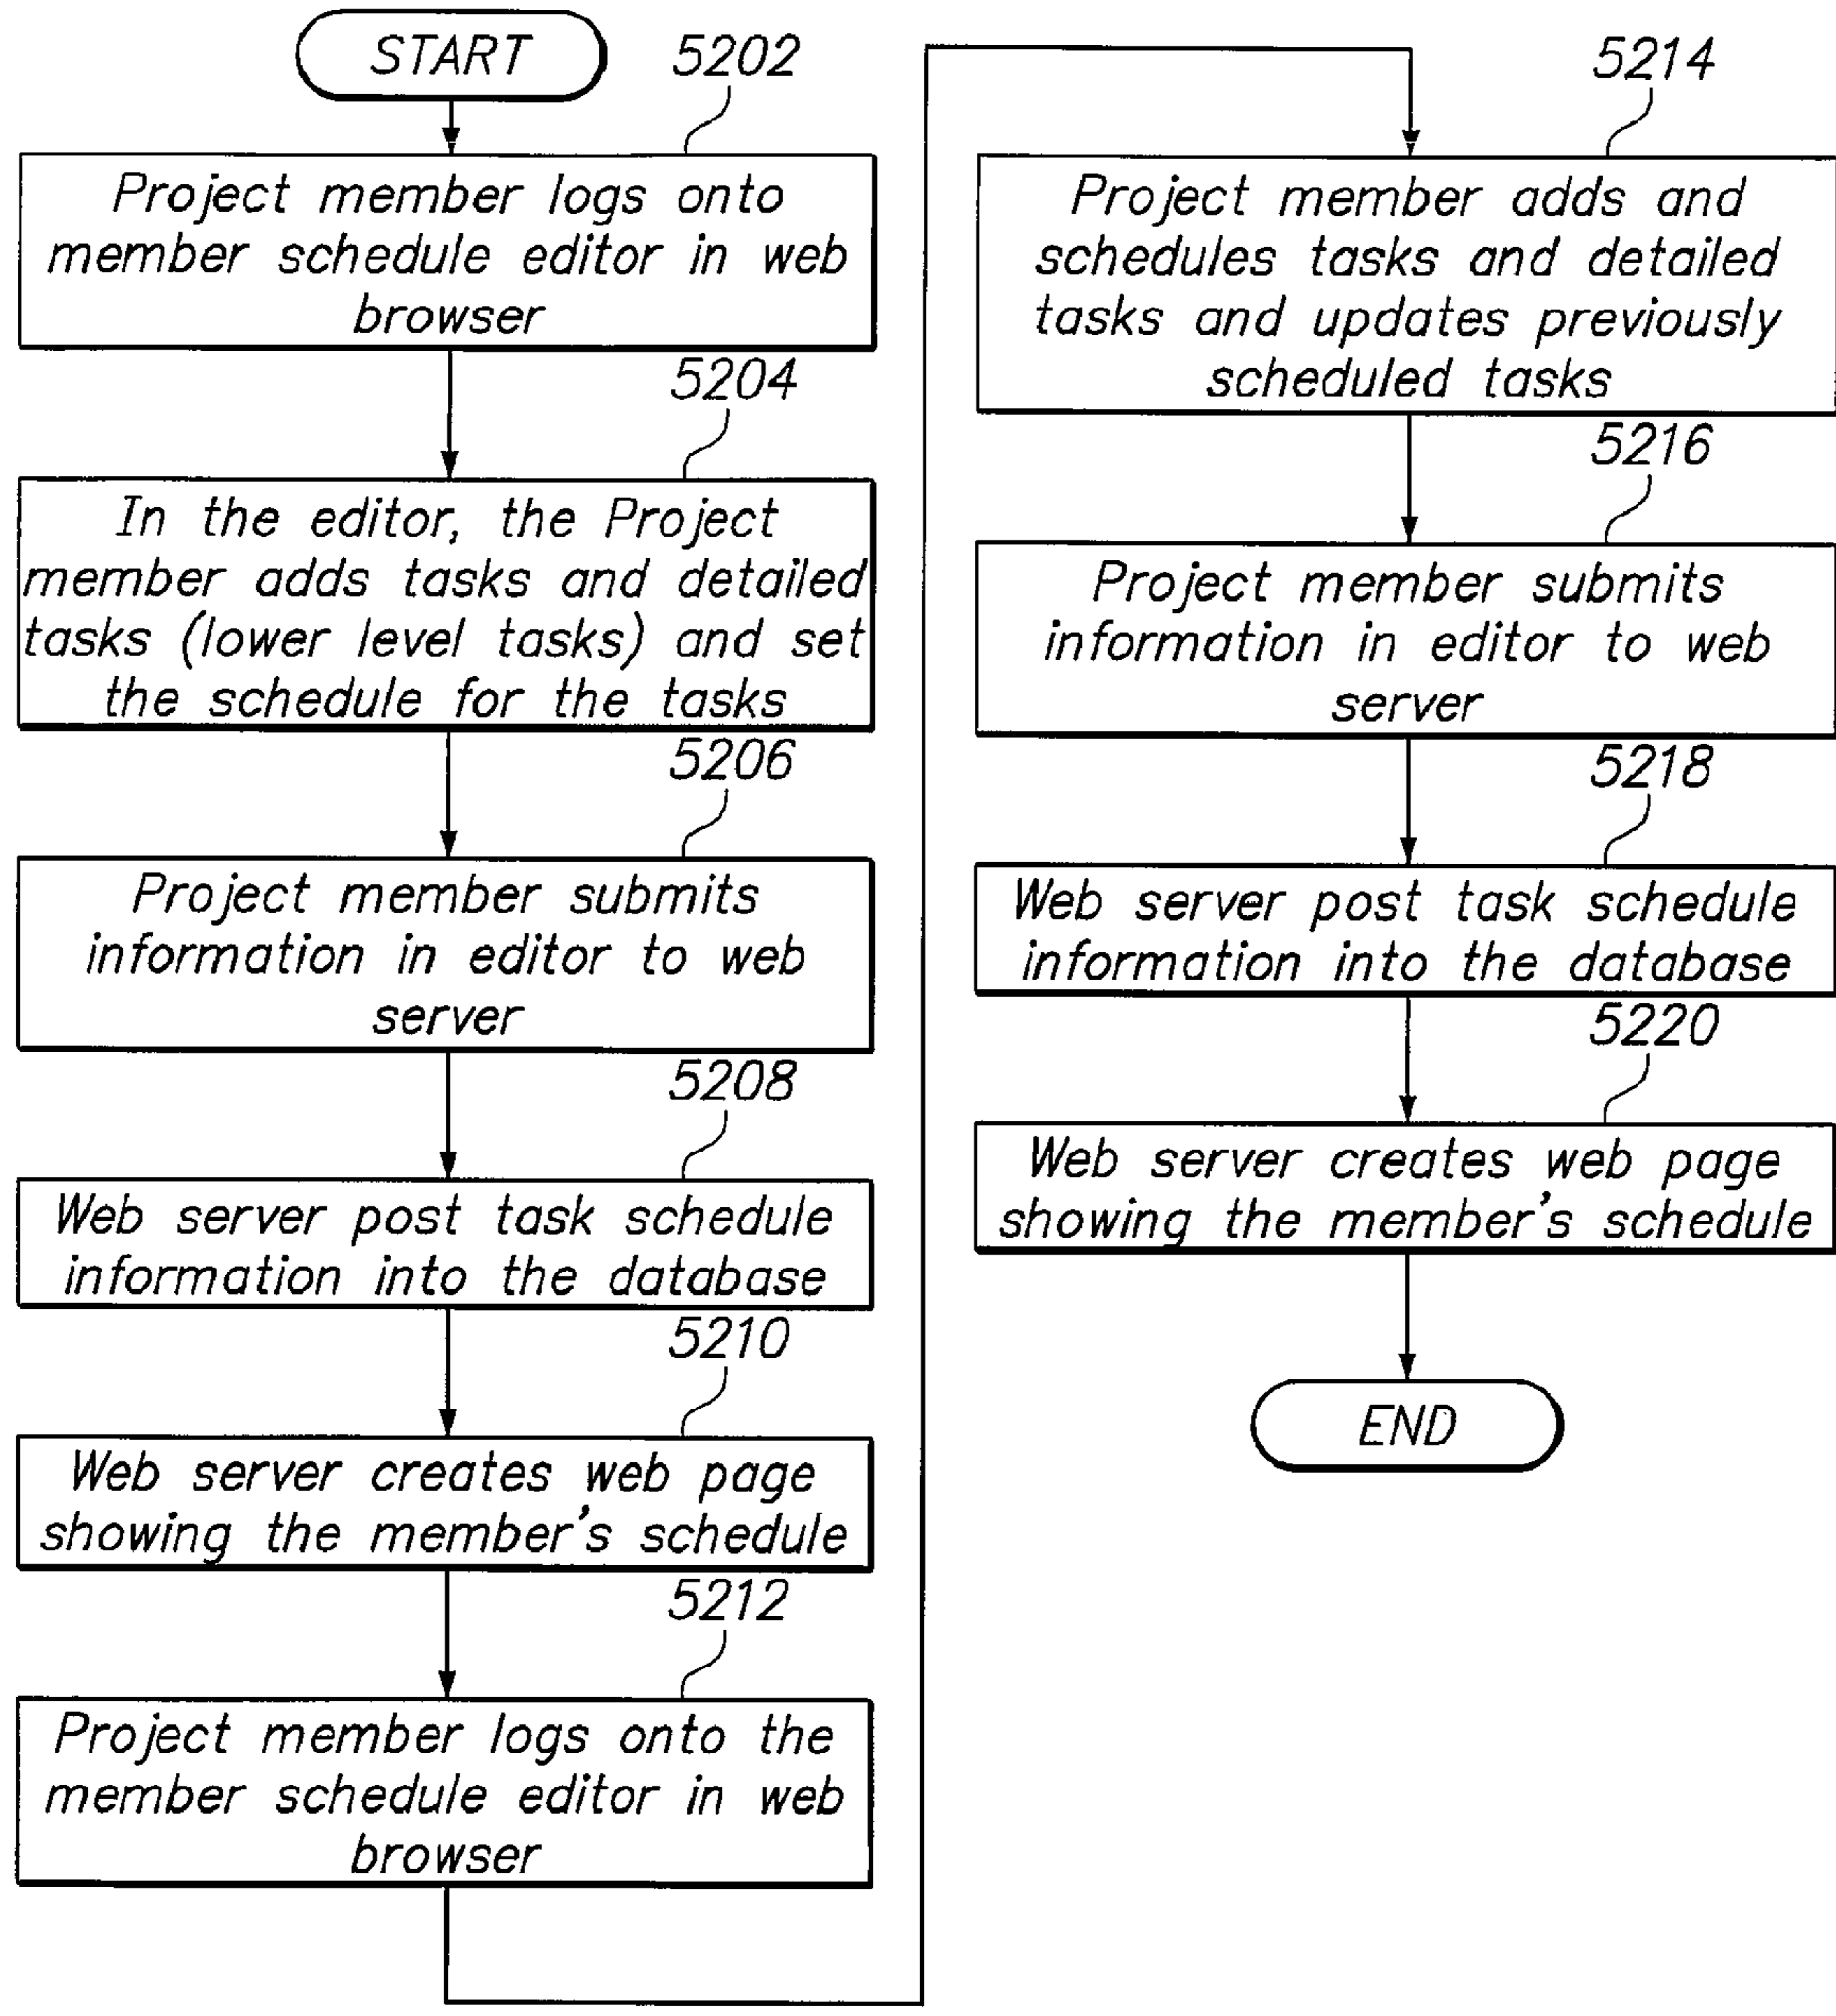 START
5202
Project member logs onto
member schedule editor in web
browser
5204
In the editor, the Project
member adds tasks and detailed
tasks (lower level tasks) and set
the schedule for the tasks
5206
Project member submits
information in editor to web
server
5208
Web server post task schedule
information into the database
5210
Web server creates web page
showing the member's schedule
5212
Project member logs onto the
member schedule editor in web
browser
5214
Project member adds and
schedules tasks and detailed
tasks and updates previously
scheduled tasks
5216
Project member submits
information in editor to web
server
5218
Web server post task schedule
information into the database
5220
Web server creates web page
showing the member's schedule
END